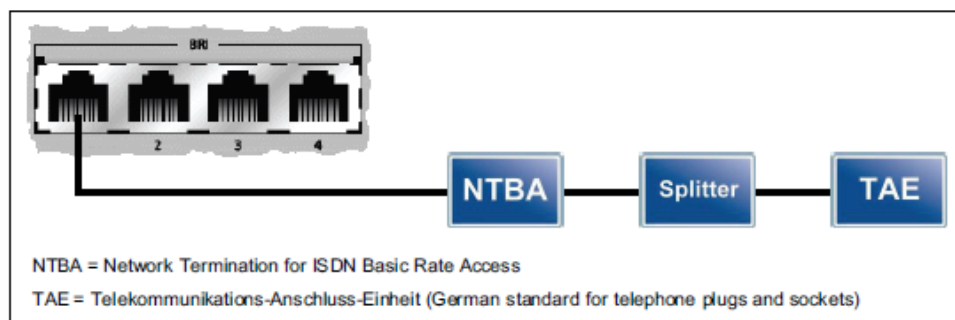 BRI
2 3 4
NTBA Splitter TAE
NTBA = Network Termination for ISDN Basic Rate Access
TAE = Telekommunikations-Anschluss-Einheit (German standard for telephone plugs and sockets)